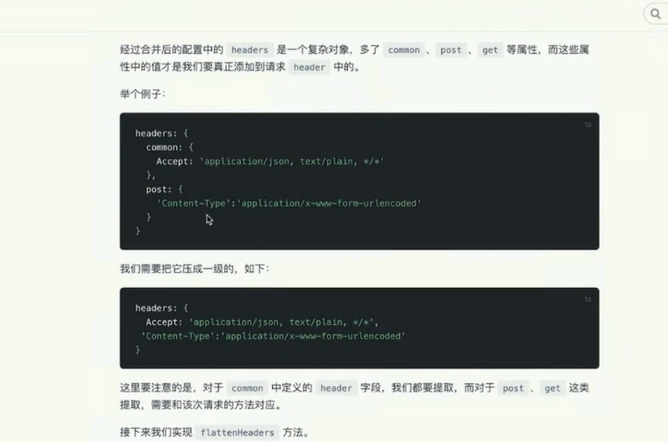 经过合并后的配置中的 headers 是一个复杂对象，多了 common 、 post 、 get 等属性，而这些属
性中的值才是我们要真正添加到请求 header 中的。
举个例子：
ts
headers: {
  common: {
    Accept: 'application/json, text/plain, */*'
  },
  post: {
    'Content-Type':'application/x-www-form-urlencoded'
  }
}
我们需要把它压成一级的，如下：
ts
headers: {
  Accept: 'application/json, text/plain, */*',
 'Content-Type':'application/x-www-form-urlencoded'
}
这里要注意的是，对于 common 中定义的 header 字段，我们都要提取，而对于 post 、 get 这类
提取，需要和该次请求的方法对应。
接下来我们实现 flattenHeaders 方法。